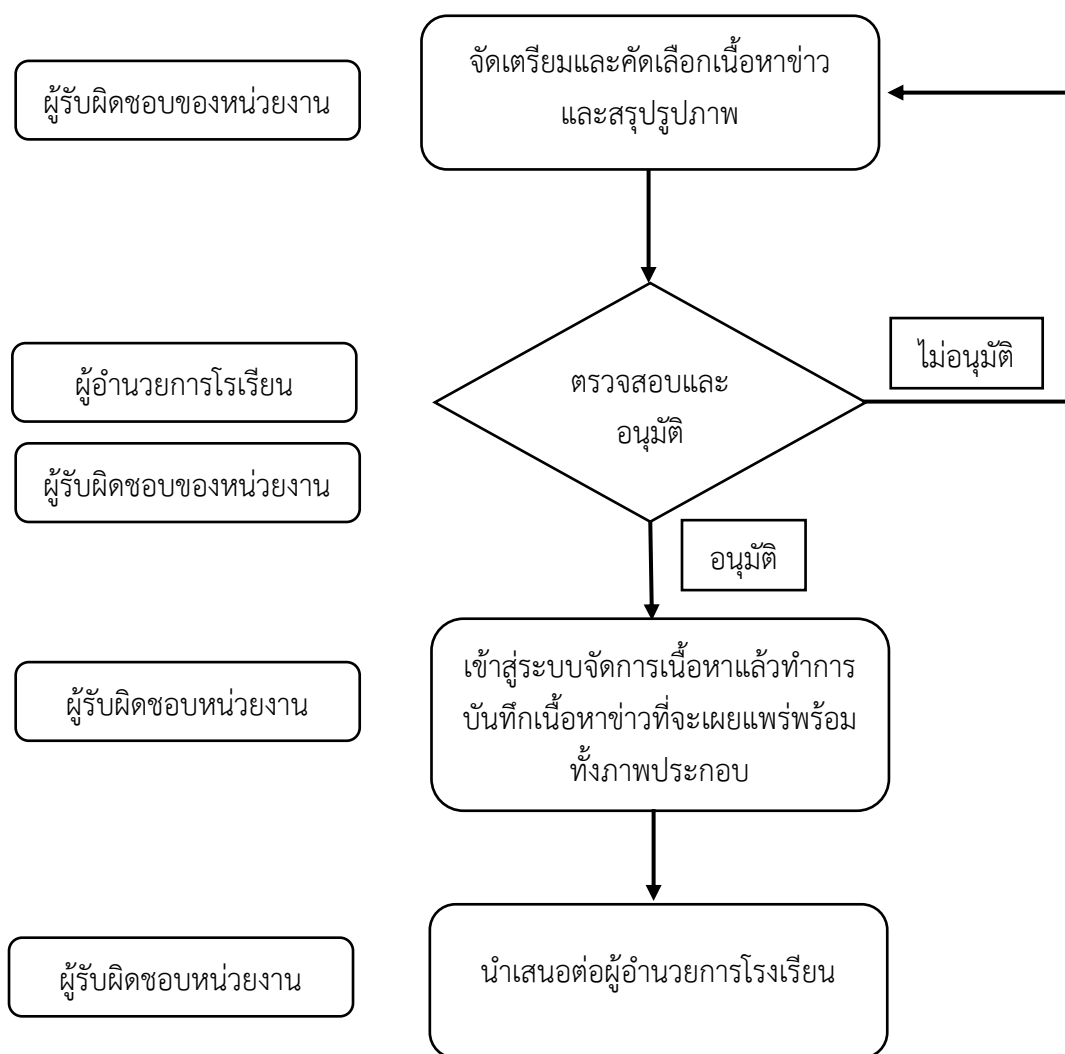 จัดเตรียมและคัดเลือกเนื้อหาข่าว
และสรุปรูปภาพ
ผู้รับผิดชอบของหน่วยงาน
ไม่อนุมัติ
ผู้อำนวยการโรเรียน
ตรวจสอบและ
อนุมัติ
ผู้รับผิดชอบของหน่วยงาน
อนุมัติ
เข้าสู่ระบบจัดการเนื้อหาแล้วทำการ
บันทึกเนื้อหาข่าวที่จะเผยแพร่พร้อม
ทั้งภาพประกอบ
ผู้รับผิดชอบหน่วยงาน
นำเสนอต่อผู้อำนวยการโรงเรียน
ผู้รับผิดชอบหน่วยงาน